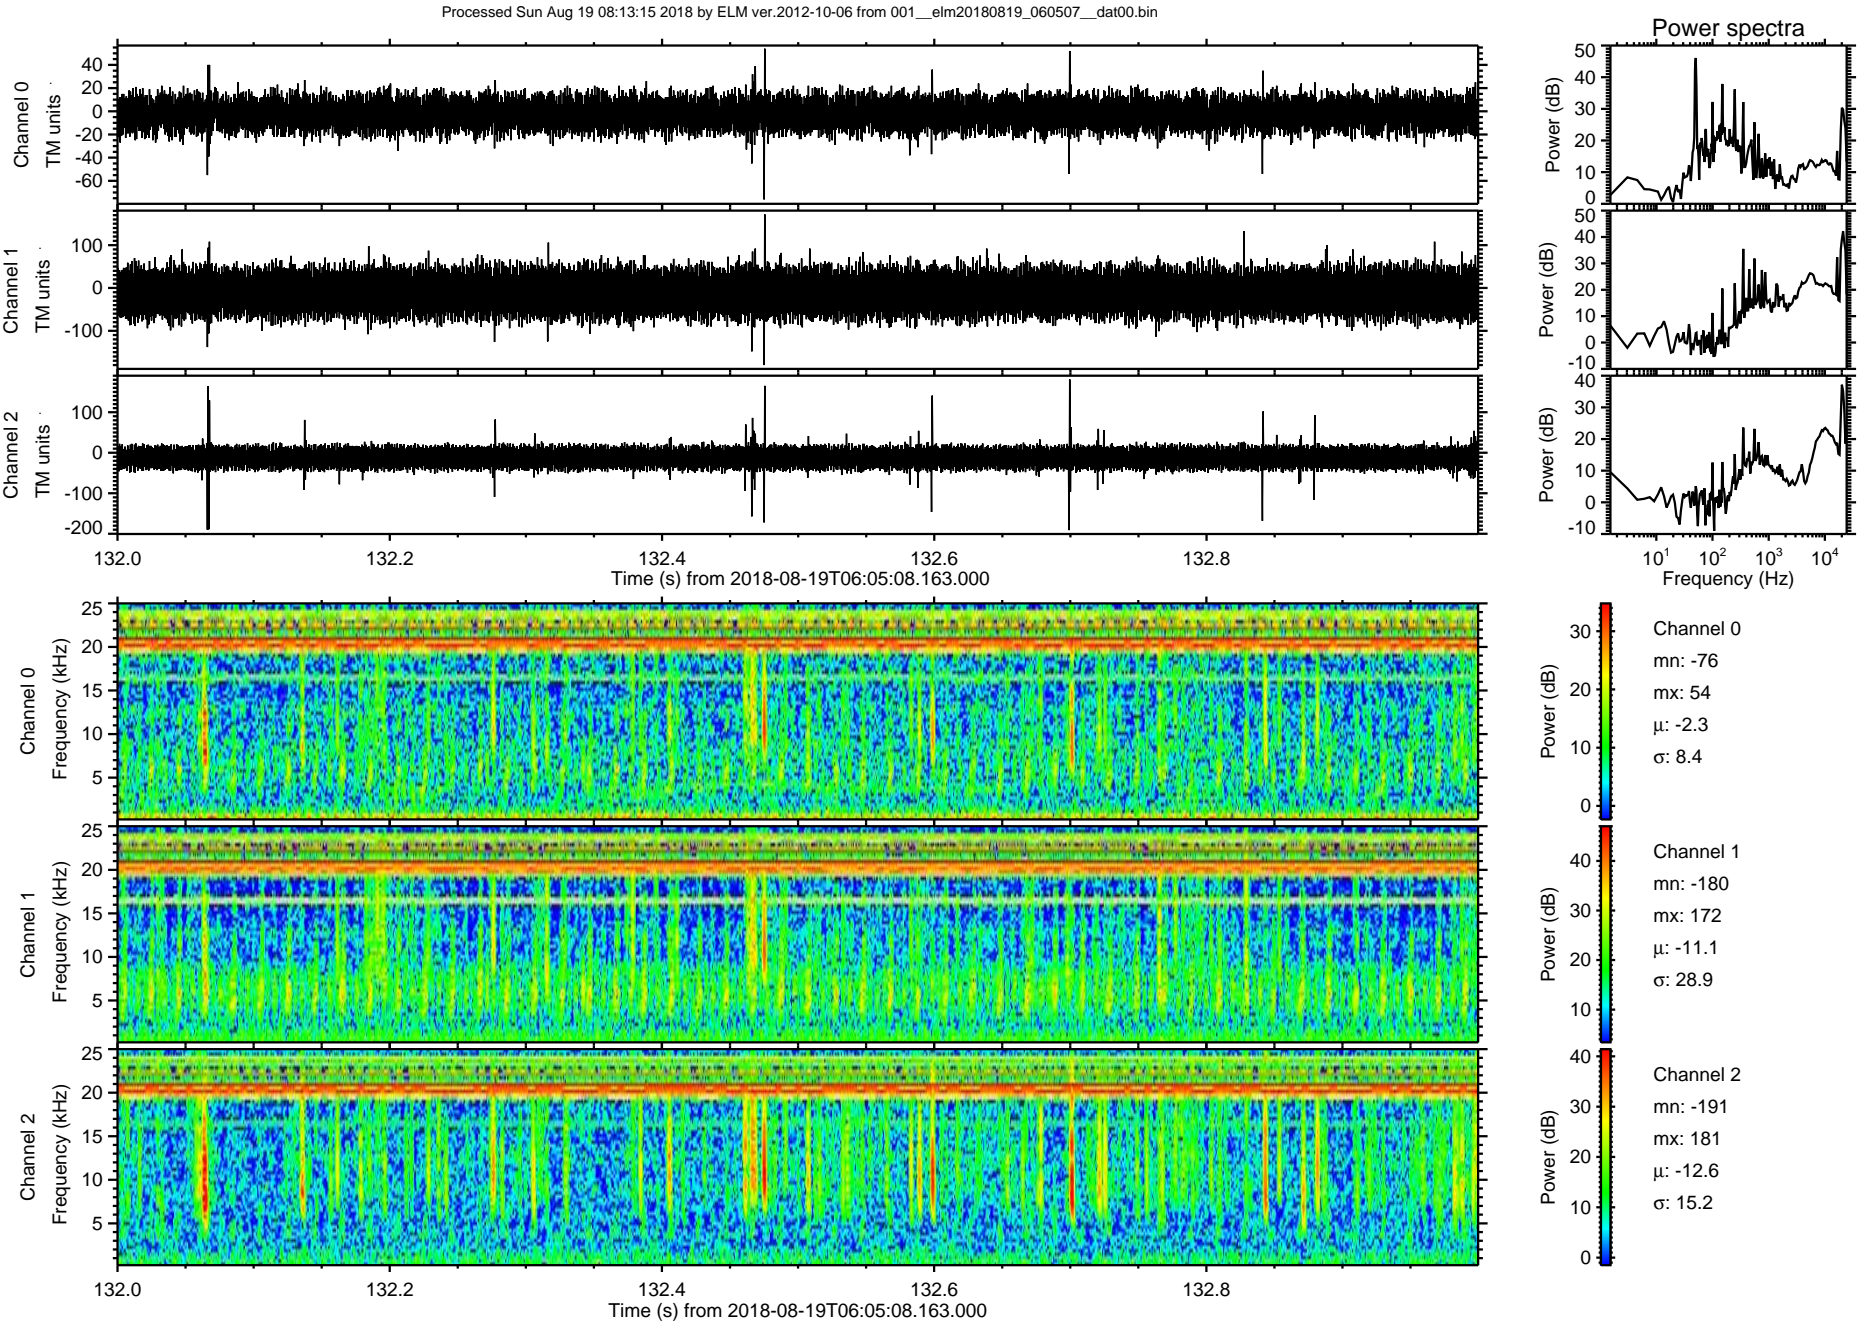 Processed Sun Aug 19 08:13:15 2018 by ELM ver.2012-10-06 from 001__elm20180819_060507__dat00.bin
Power spectra
Channel 0
TM units
40
20
0
-20
-40
-60
Power (dB)
50
40
30
20
10
0
Channel 1
TM units
100
0
-100
Power (dB)
50
40
30
20
10
0
-10
Channel 2
TM units
100
0
-100
-200
Power (dB)
40
30
20
10
0
-10
132.0
132.2
132.4
132.6
132.8
Time (s) from 2018-08-19T06:05:08.163.000
10¹
10²
10³
10⁴
Frequency (Hz)
Channel 0
Frequency (kHz)
25
20
15
10
5
Power (dB)
30
20
10
0
Channel 0
mn: -76
mx: 54
μ: -2.3
σ: 8.4
Channel 1
Frequency (kHz)
25
20
15
10
5
Power (dB)
40
30
20
10
Channel 1
mn: -180
mx: 172
μ: -11.1
σ: 28.9
Channel 2
Frequency (kHz)
25
20
15
10
5
Power (dB)
40
30
20
10
0
Channel 2
mn: -191
mx: 181
μ: -12.6
σ: 15.2
132.0
132.2
132.4
132.6
132.8
Time (s) from 2018-08-19T06:05:08.163.000